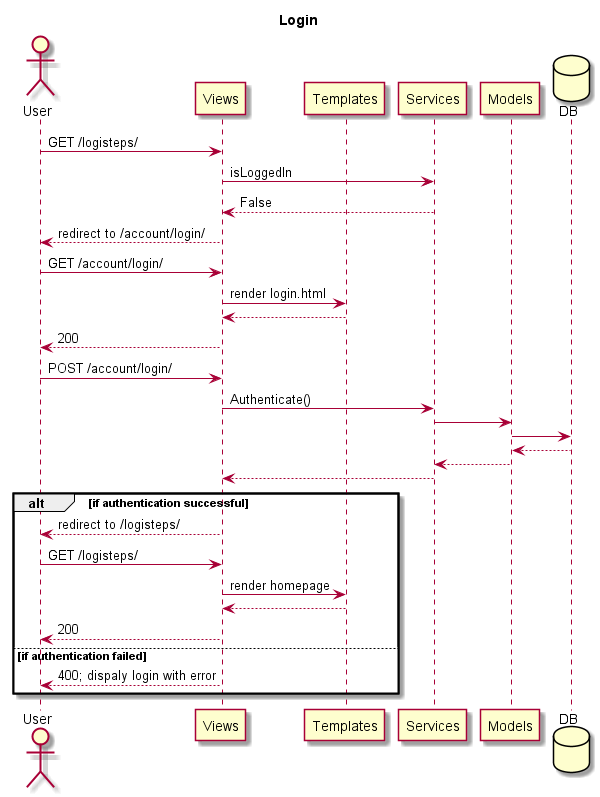 Login
User
Views
Templates
Services
Models
DB
GET /logisteps/
isLoggedIn
False
redirect to /account/login/
GET /account/login/
render login.html
200
POST /account/login/
Authenticate()
alt
[if authentication successful]
redirect to /logisteps/
GET /logisteps/
render homepage
200
[if authentication failed]
400; dispaly login with error
User
Views
Templates
Services
Models
DB